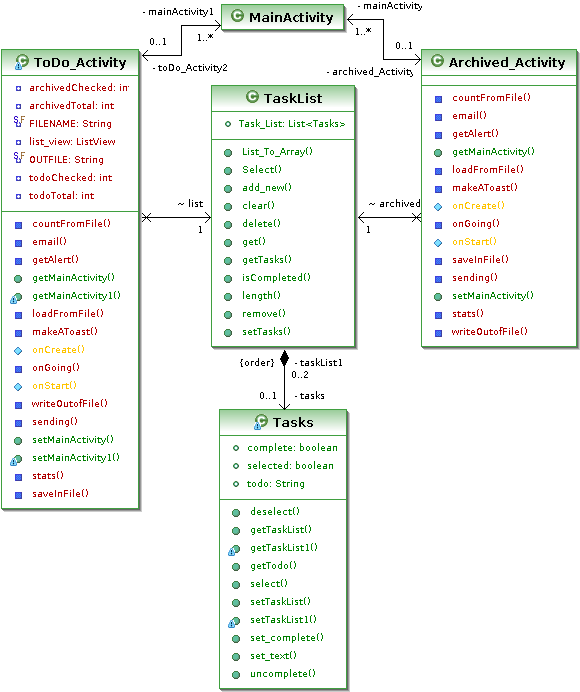 - mainActivity1
MainActivity
- mainActivity
0..1
1..*
1..*
0..1
- toDo_Activity2
- archived_Activity
ToDo_Activity
archivedChecked: int
archivedTotal: int
FILENAME: String
list_view: ListView
OUTFILE: String
todoChecked: int
todoTotal: int
countFromFile()
email()
getAlert()
getMainActivity()
getMainActivity1()
loadFromFile()
makeAToast()
onCreate()
onGoing()
onStart()
writeOutofFile()
sending()
setMainActivity()
setMainActivity1()
stats()
saveInFile()
~ list
1
TaskList
Task_List: List<Tasks>
List_To_Array()
Select()
add_new()
clear()
delete()
get()
getTasks()
isCompleted()
length()
remove()
setTasks()
~ archived
1
Archived_Activity
countFromFile()
email()
getAlert()
getMainActivity()
loadFromFile()
makeAToast()
onCreate()
onGoing()
onStart()
saveInFile()
sending()
setMainActivity()
stats()
writeOutofFile()
{order}
- taskList1
0..2
0..1
- tasks
Tasks
complete: boolean
selected: boolean
todo: String
deselect()
getTaskList()
getTaskList1()
getTodo()
select()
setTaskList()
setTaskList1()
set_complete()
set_text()
uncomplete()